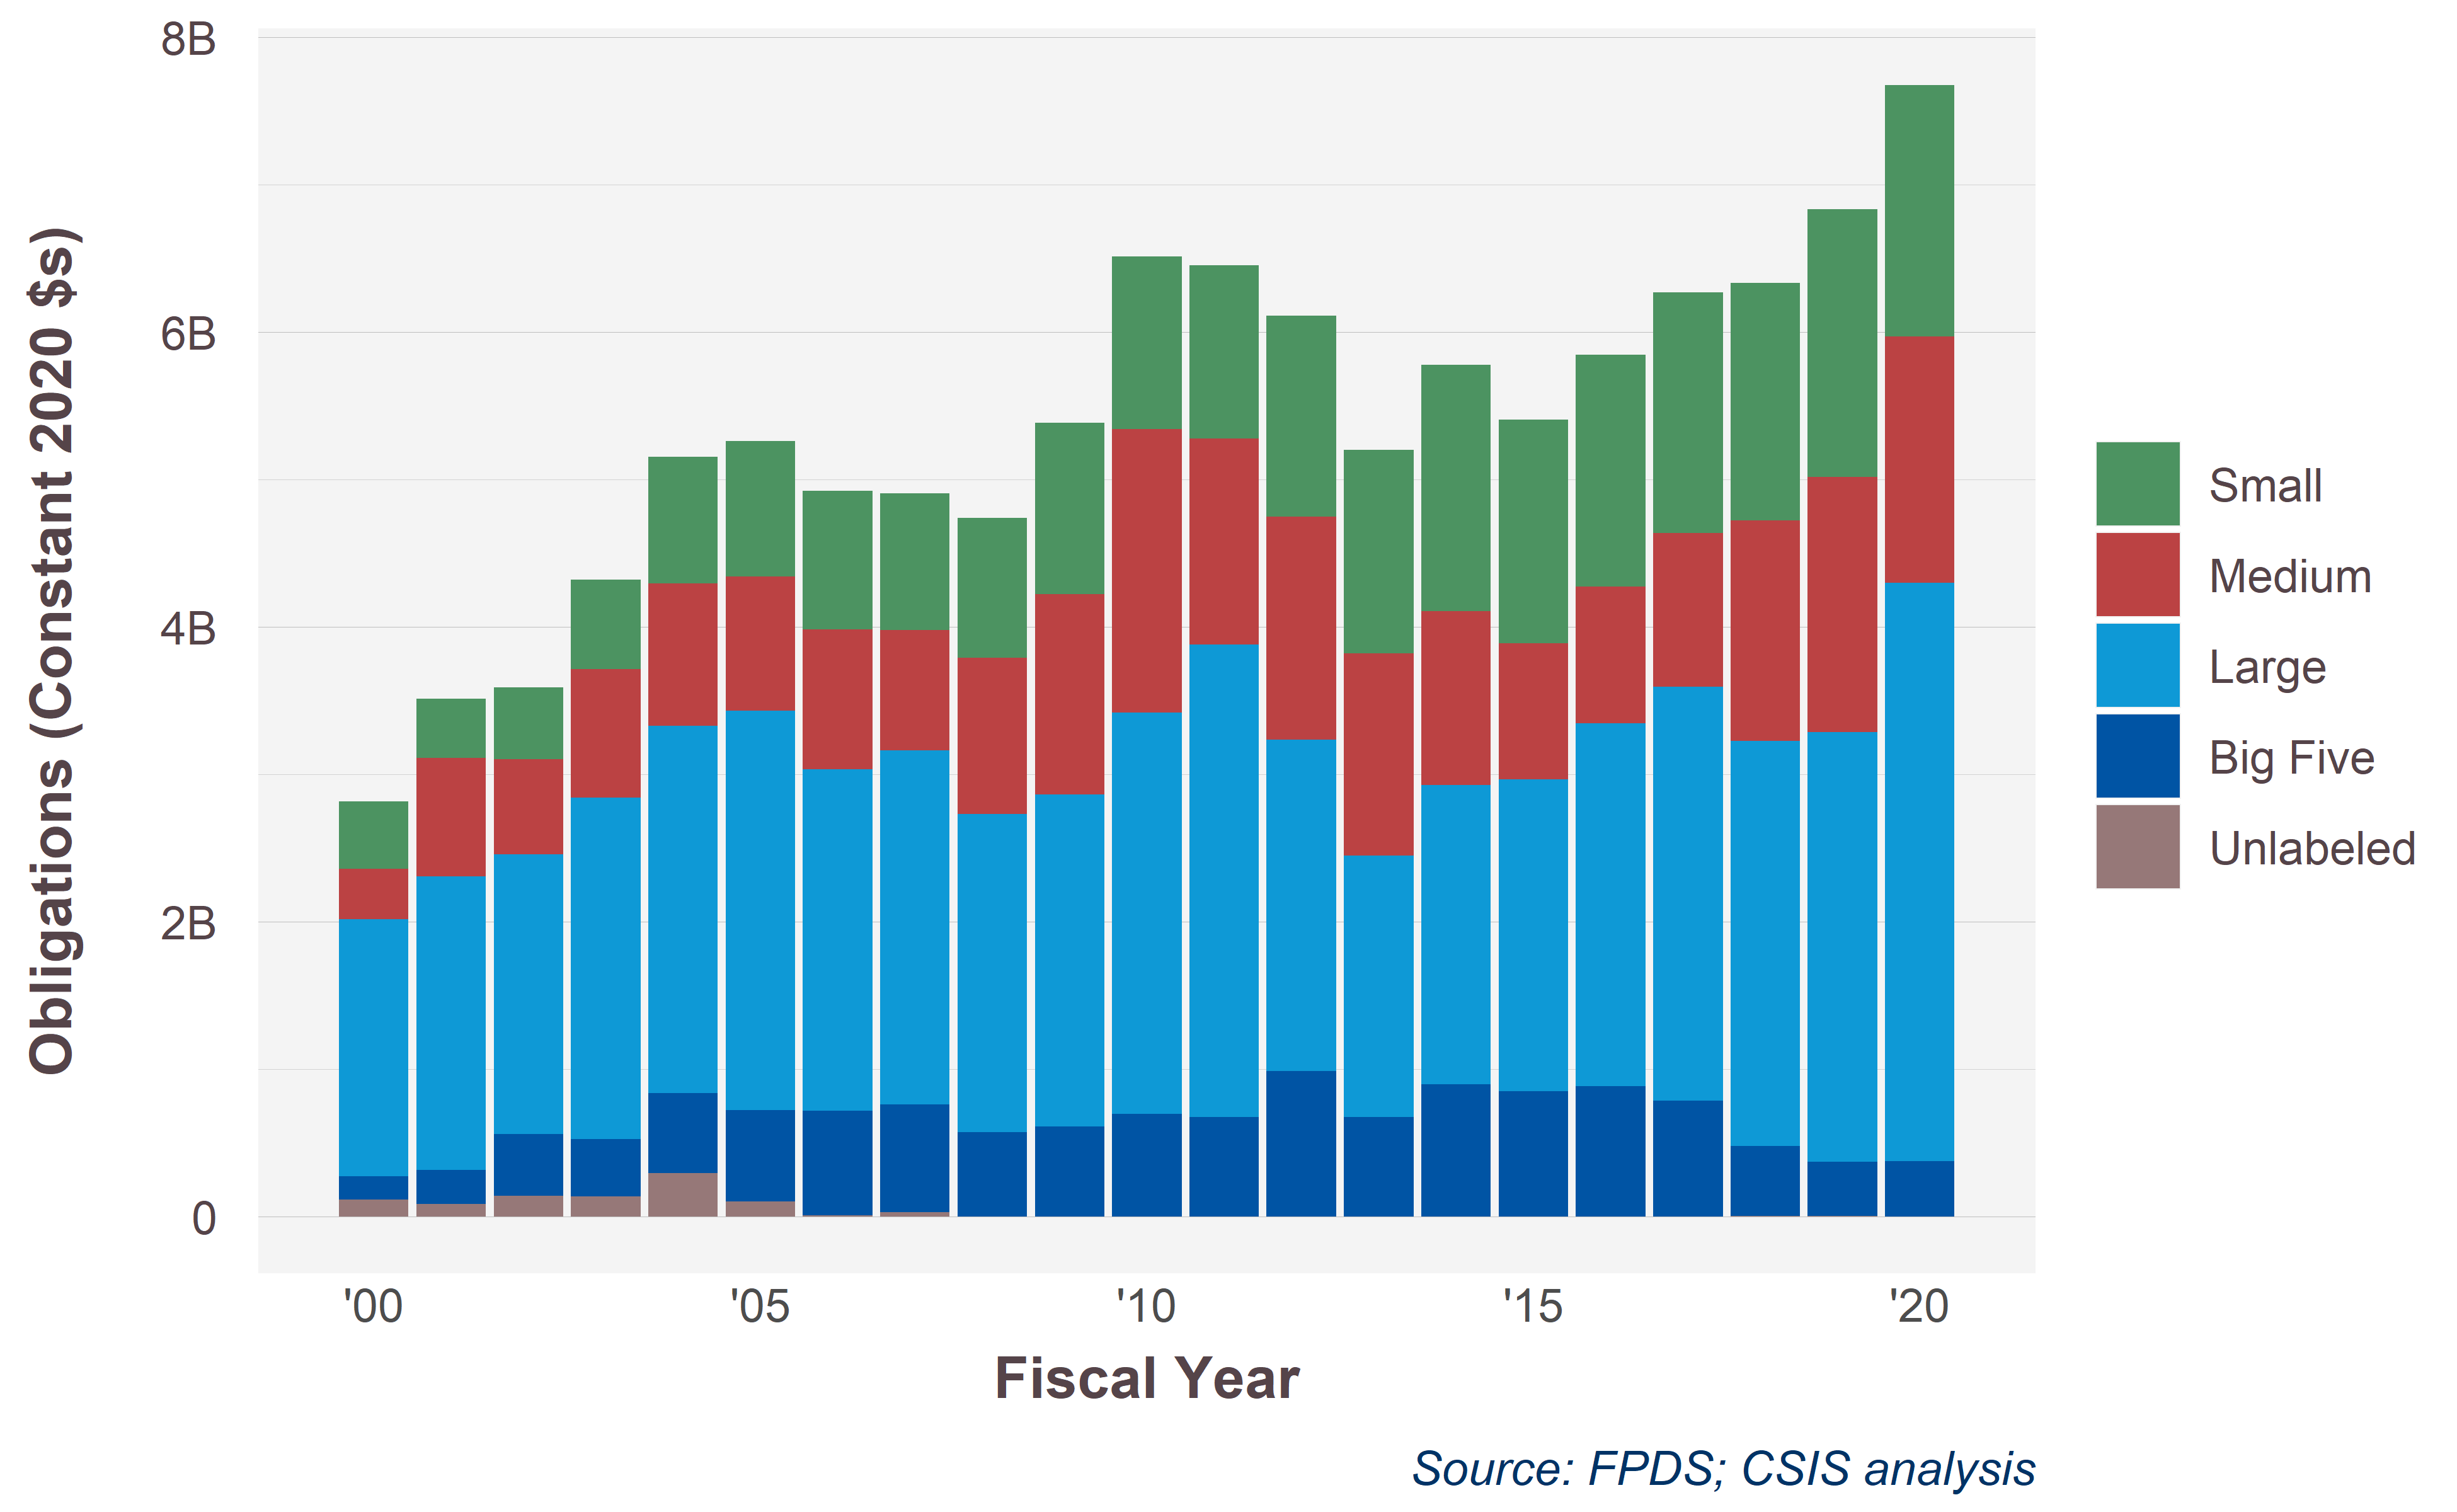 Obligations (Constant 2020 $s)
8B
6B
4B
2B
0
'00
'05
'10
'15
'20
Fiscal Year
Small
Medium
Large
Big Five
Unlabeled
Source: FPDS; CSIS analysis